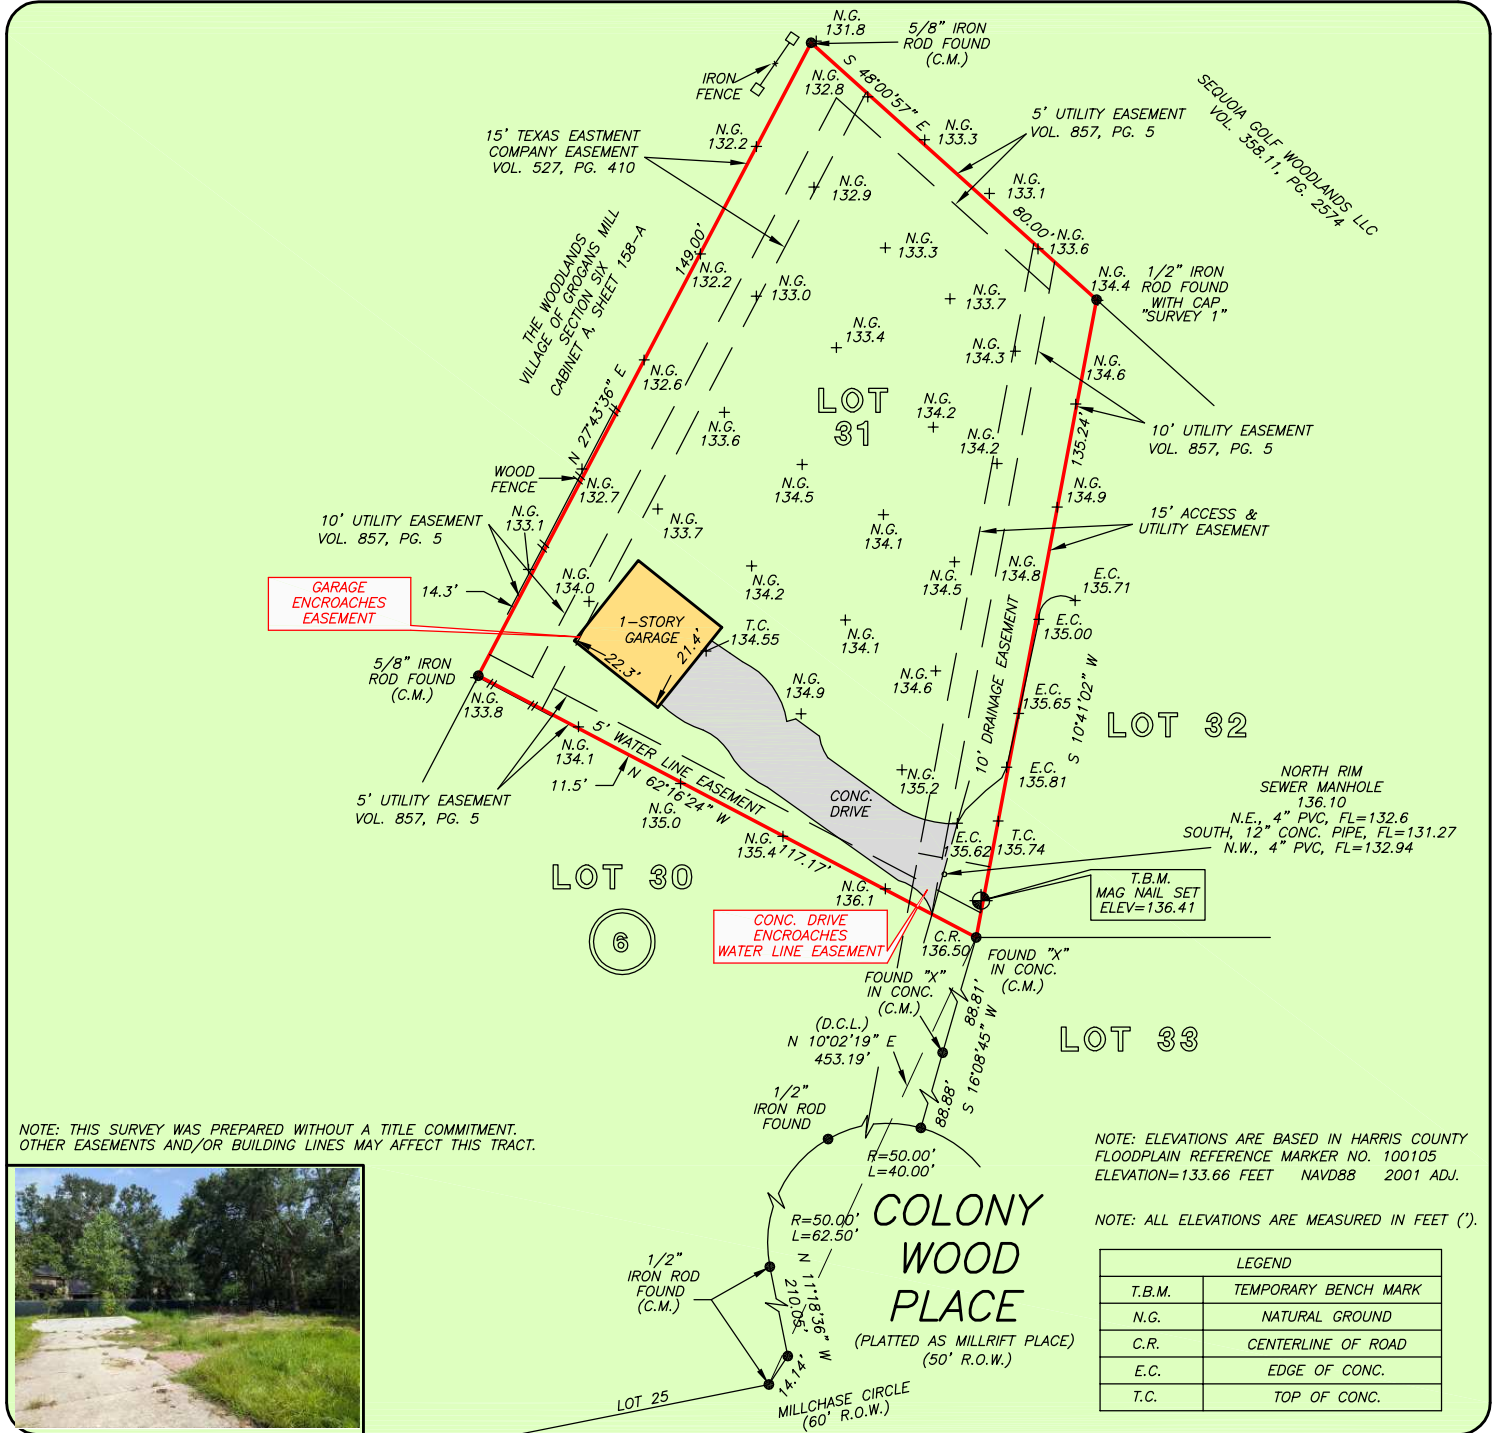 N.G.
131.8
5/8" IRON
ROD FOUND
(C.M.)
IRON
FENCE
N.G.
132.8
S 48°00'57" E
N.G.
133.3
5' UTILITY EASEMENT
VOL. 857, PG. 5
SEQUOIA GOLF WOODLANDS LLC
VOL. 358.11, PG. 2574
15' TEXAS EASTMENT
COMPANY EASEMENT
VOL. 527, PG. 410
N.G.
132.2
N.G.
132.9
N.G.
133.1
80.00'
N.G.
133.6
N.G.
133.3
N.G.
134.4
1/2" IRON
ROD FOUND
WITH CAP
"SURVEY 1"
THE WOODLANDS
VILLAGE OF GROGANS MILL
SECTION SIX
CABINET A, SHEET 158-A
149.00'
N.G.
132.2
N.G.
133.0
N.G.
133.7
N.G.
133.4
N.G.
134.3
N.G.
134.6
N.G.
132.6
LOT
31
N.G.
134.2
N 27°43'36" E
N.G.
133.6
N.G.
134.2
135.24'
10' UTILITY EASEMENT
VOL. 857, PG. 5
WOOD
FENCE
N.G.
132.7
N.G.
134.5
N.G.
134.9
10' UTILITY EASEMENT
VOL. 857, PG. 5
N.G.
133.1
N.G.
133.7
N.G.
134.1
15' ACCESS &
UTILITY EASEMENT
GARAGE
ENCROACHES
EASEMENT
14.3'
N.G.
134.0
N.G.
134.2
N.G.
134.5
N.G.
134.8
E.C.
135.71
1-STORY
GARAGE
21.4'
22.3'
T.C.
134.55
N.G.
134.1
E.C.
135.00
5/8" IRON
ROD FOUND
(C.M.)
N.G.
133.8
N.G.
134.9
N.G.
134.6
10' DRAINAGE EASEMENT
E.C.
135.65
S 10°41'02" W
LOT 32
N.G.
134.1
5' WATER LINE EASEMENT
11.5'
N 62°16'24" W
5' UTILITY EASEMENT
VOL. 857, PG. 5
N.G.
135.0
CONC.
DRIVE
N.G.
135.2
E.C.
135.81
NORTH RIM
SEWER MANHOLE
136.10
N.E., 4" PVC, FL=132.6
SOUTH, 12" CONC. PIPE, FL=131.27
N.W., 4" PVC, FL=132.94
N.G.
135.4
117.17'
E.C.
135.62
T.C.
135.74
LOT 30
6
N.G.
136.1
T.B.M.
MAG NAIL SET
ELEV=136.41
CONC. DRIVE
ENCROACHES
WATER LINE EASEMENT
C.R.
136.50
FOUND "X"
IN CONC.
(C.M.)
FOUND "X"
IN CONC.
(C.M.)
88.81'
S 16°08'45" W
LOT 33
(D.C.L.)
N 10°02'19" E
453.19'
88.88'
1/2"
IRON ROD
FOUND
R=50.00'
L=40.00'
NOTE: THIS SURVEY WAS PREPARED WITHOUT A TITLE COMMITMENT.
OTHER EASEMENTS AND/OR BUILDING LINES MAY AFFECT THIS TRACT.
NOTE: ELEVATIONS ARE BASED IN HARRIS COUNTY
FLOODPLAIN REFERENCE MARKER NO. 100105
ELEVATION=133.66 FEET NAVD88 2001 ADJ.
NOTE: ALL ELEVATIONS ARE MEASURED IN FEET (').
R=50.00'
L=62.50'
COLONY
WOOD
PLACE
(PLATTED AS MILLRIFT PLACE)
(50' R.O.W.)
1/2"
IRON ROD
FOUND
(C.M.)
N 11°18'36" W
210.05'
14.14'
LOT 25
MILLCHASE CIRCLE
(60' R.O.W.)
LEGEND
T.B.M. TEMPORARY BENCH MARK
N.G. NATURAL GROUND
C.R. CENTERLINE OF ROAD
E.C. EDGE OF CONC.
T.C. TOP OF CONC.